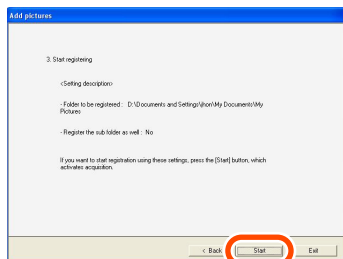 Add pictures
3. Start registering
<Setting description>
- Folder to be registered : D:\Documents and Settings\jhon\My Documents\My
Pictures
- Register the sub folder as well : No
If you want to start registration using these settings, press the [Start] button, which
activates acquisition.
< Back
Start
Exit